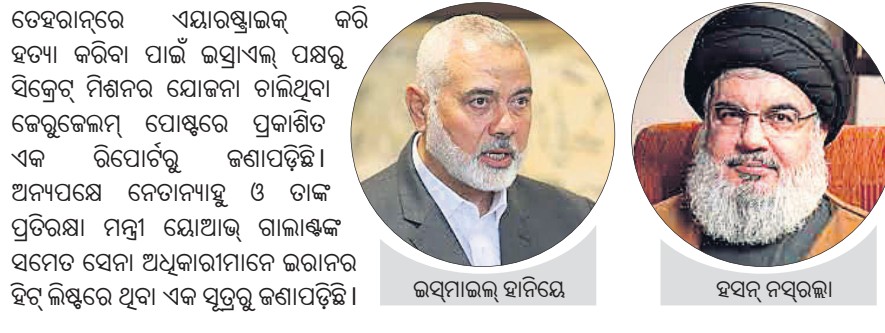 ତେହରାନ୍‌ରେ ଏୟାରଷ୍ଟ୍ରାଇକ୍ କରି
ହତ୍ୟା କରିବା ପାଇଁ ଇସ୍ରାଏଲ୍ ପକ୍ଷରୁ
ସିକ୍ରେଟ୍ ମିଶନର ଯୋଜନା ଚାଲିଥିବା
ଜେରୁଜେଲମ୍ ପୋଷ୍ଟରେ ପ୍ରକାଶିତ
ଏକ ରିପୋର୍ଟରୁ ଜଣାପଡ଼ିଛି।
ଅନ୍ୟପକ୍ଷେ ନେତାନ୍ୟାହୁ ଓ ତାଙ୍କ
ପ୍ରତିରକ୍ଷା ମନ୍ତ୍ରୀ ୟୋଆଭ୍ ଗାଲାଣ୍ଟଙ୍କ
ସମେତ ସେନା ଅଧିକାରୀମାନେ ଇରାନର
ହିଟ୍ ଲିଷ୍ଟରେ ଥିବା ଏକ ସୂତ୍ରରୁ ଜଣାପଡ଼ିଛି।
ଇସ୍‌ମାଇଲ୍ ହାନିୟେ
ହସନ୍ ନସ୍‌ରଲ୍ଲା